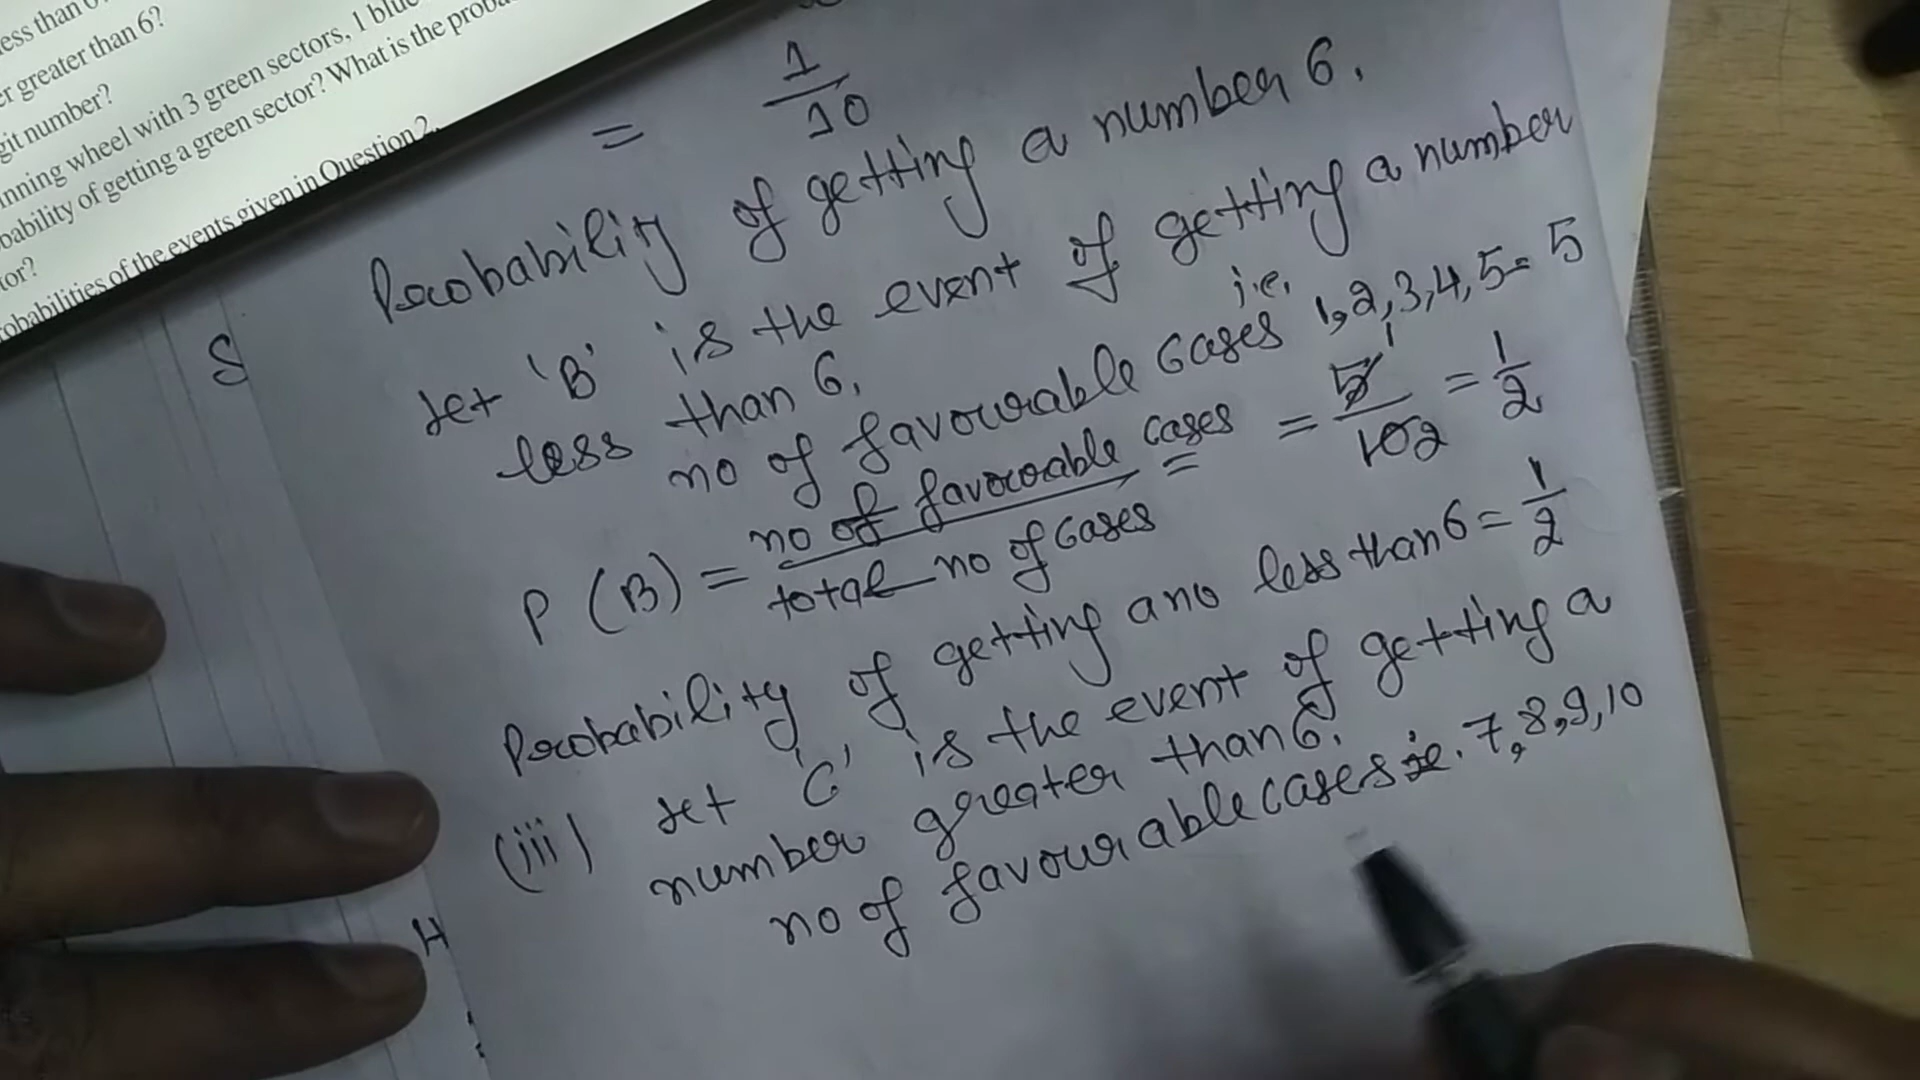 less than
greater than 6?
git number?
nning wheel with 3 green sectors, 1 blue
bability of getting a green sector? What is the
tor?
obabilities of the events given in Question 2.
= 1/10
Probability of getting a number 6.
Let 'B' is the event of getting a number
less than 6. i.e.
no of favourable cases 1,2,3,4,5=5
P (B) = no of favorable cases / total no of cases = = 5/10 = 1/2
Probability of getting a no less than 6 = 1/2
(iii) Let 'C' is the event of getting a
number greater than 6.
no of favourable cases ie. 7,8,9,10
S
H